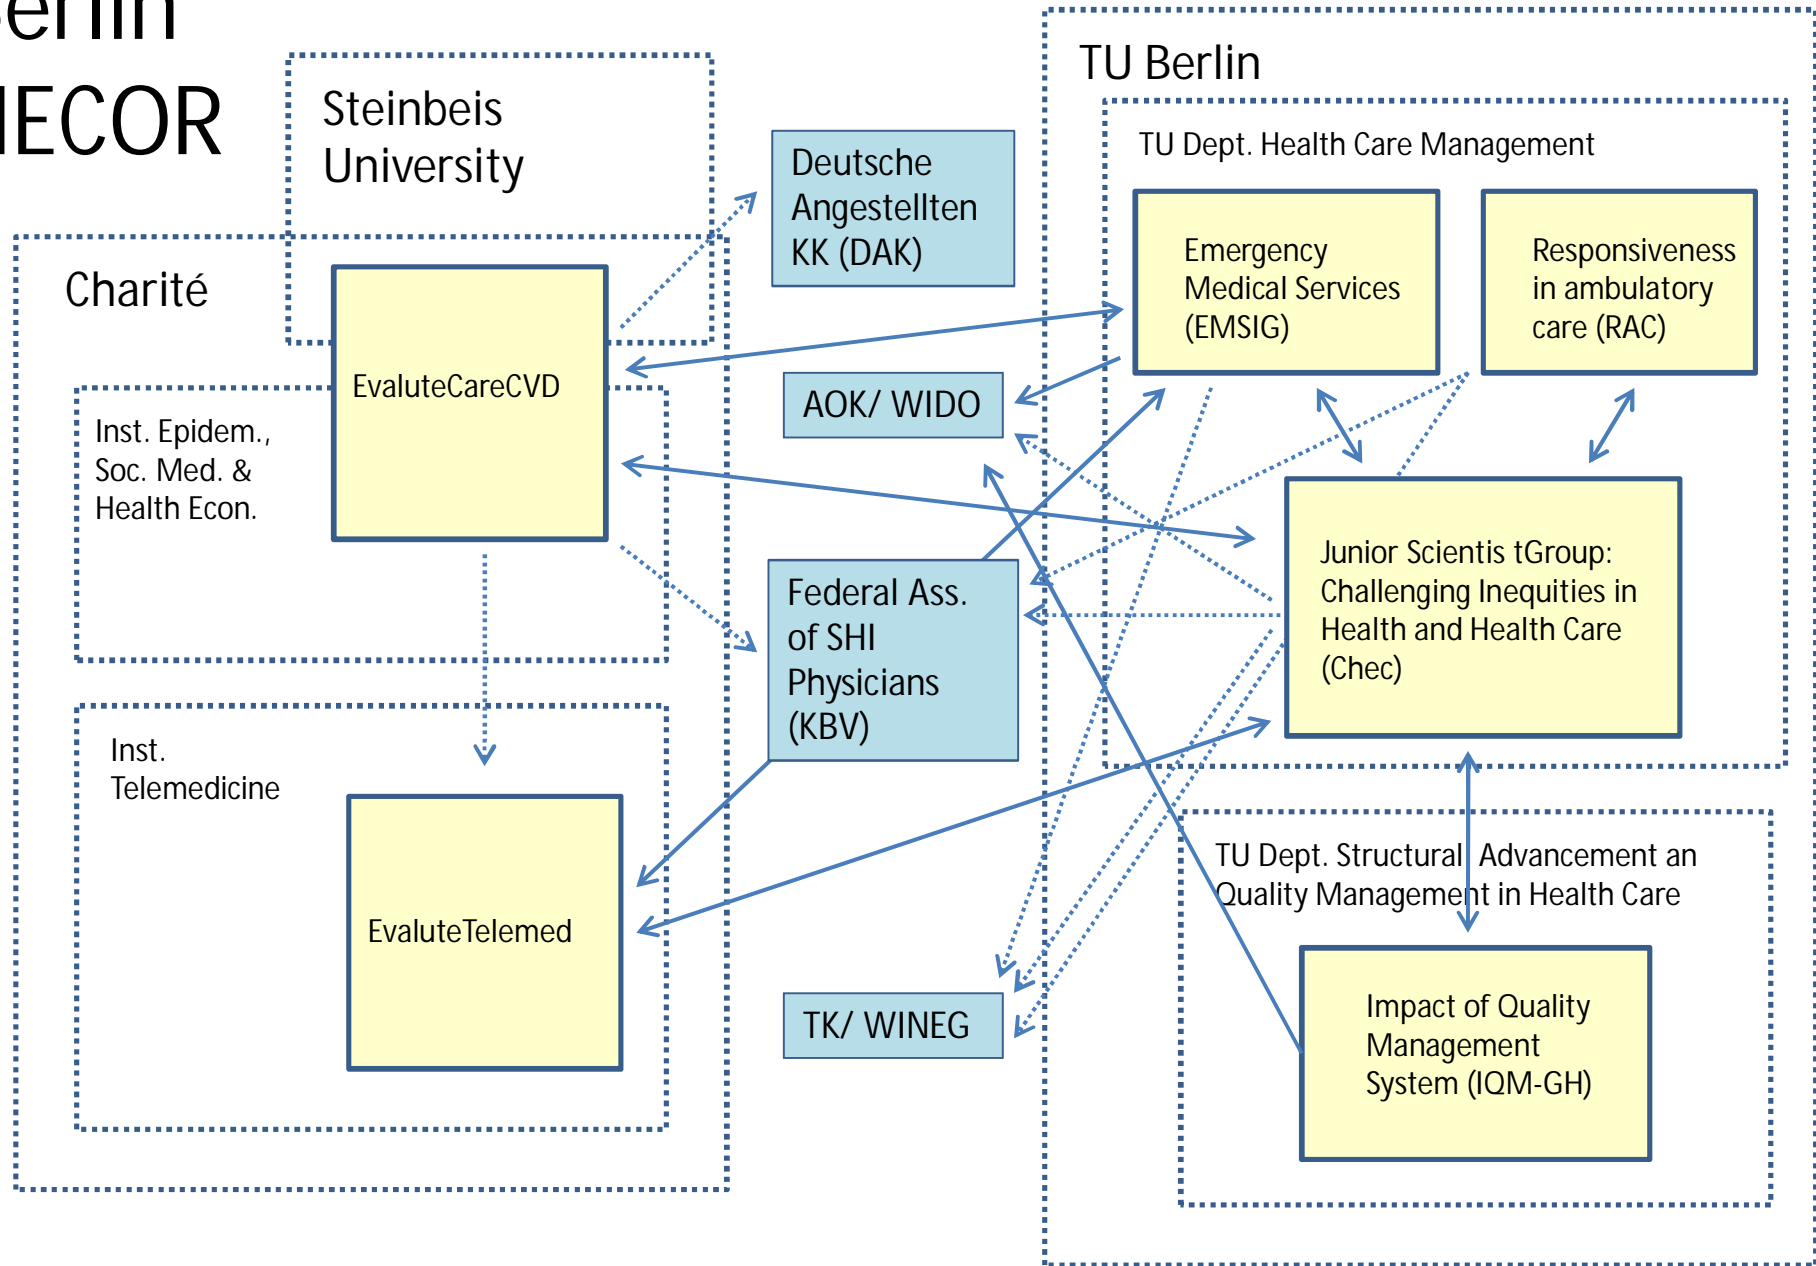 Berlin
HECOR
Steinbeis
University
Charité
EvaluteCareCVD
Inst. Epidem.,
Soc. Med. &
Health Econ.
Inst.
Telemedicine
EvaluteTelemed
Deutsche
Angestellten
KK (DAK)
AOK/ WIDO
Federal Ass.
of SHI
Physicians
(KBV)
TK/ WINEG
TU Berlin
TU Dept. Health Care Management
Emergency
Medical Services
(EMSIG)
Responsiveness
in ambulatory
care (RAC)
Junior Scientis tGroup:
Challenging Inequities in
Health and Health Care
(Chec)
TU Dept. Structural Advancement an
Quality Management in Health Care
Impact of Quality
Management
System (IQM-GH)